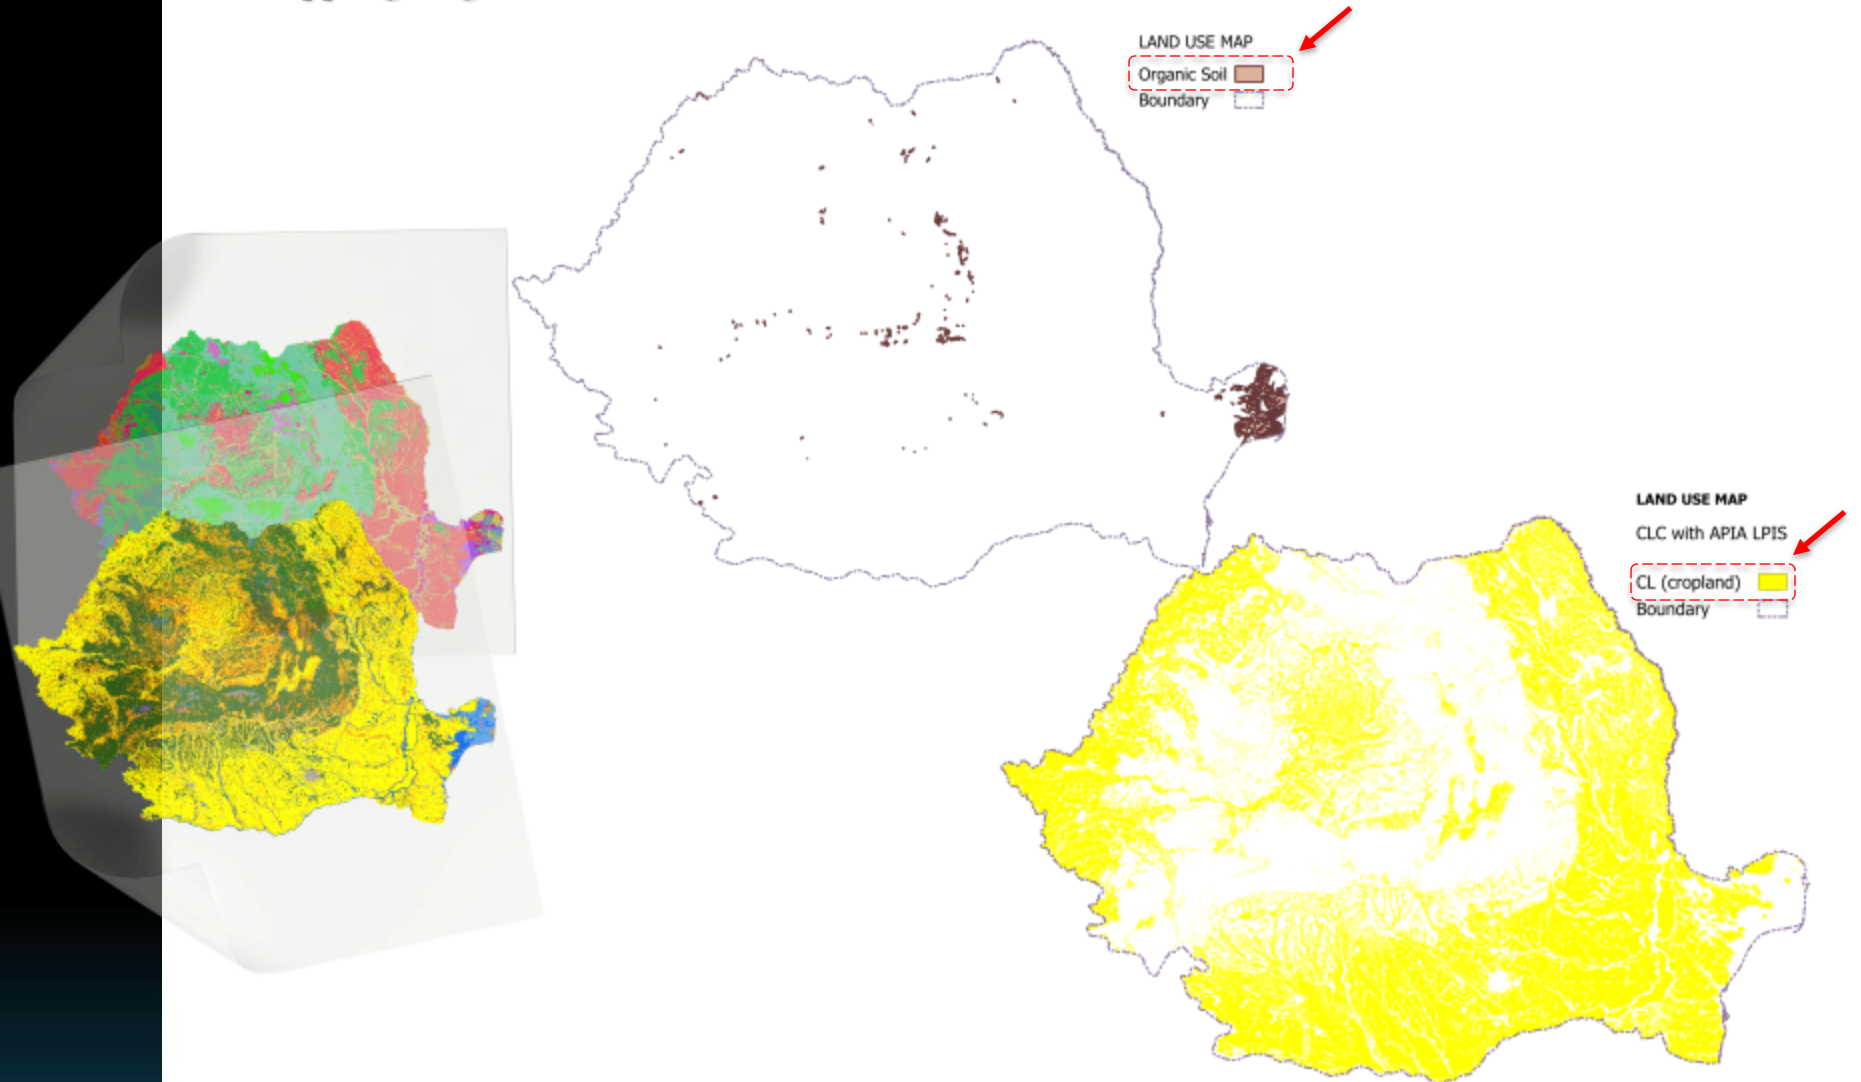 LAND USE MAP
Organic Soil
Boundary
LAND USE MAP
CLC with APIA LPIS
CL (cropland)
Boundary